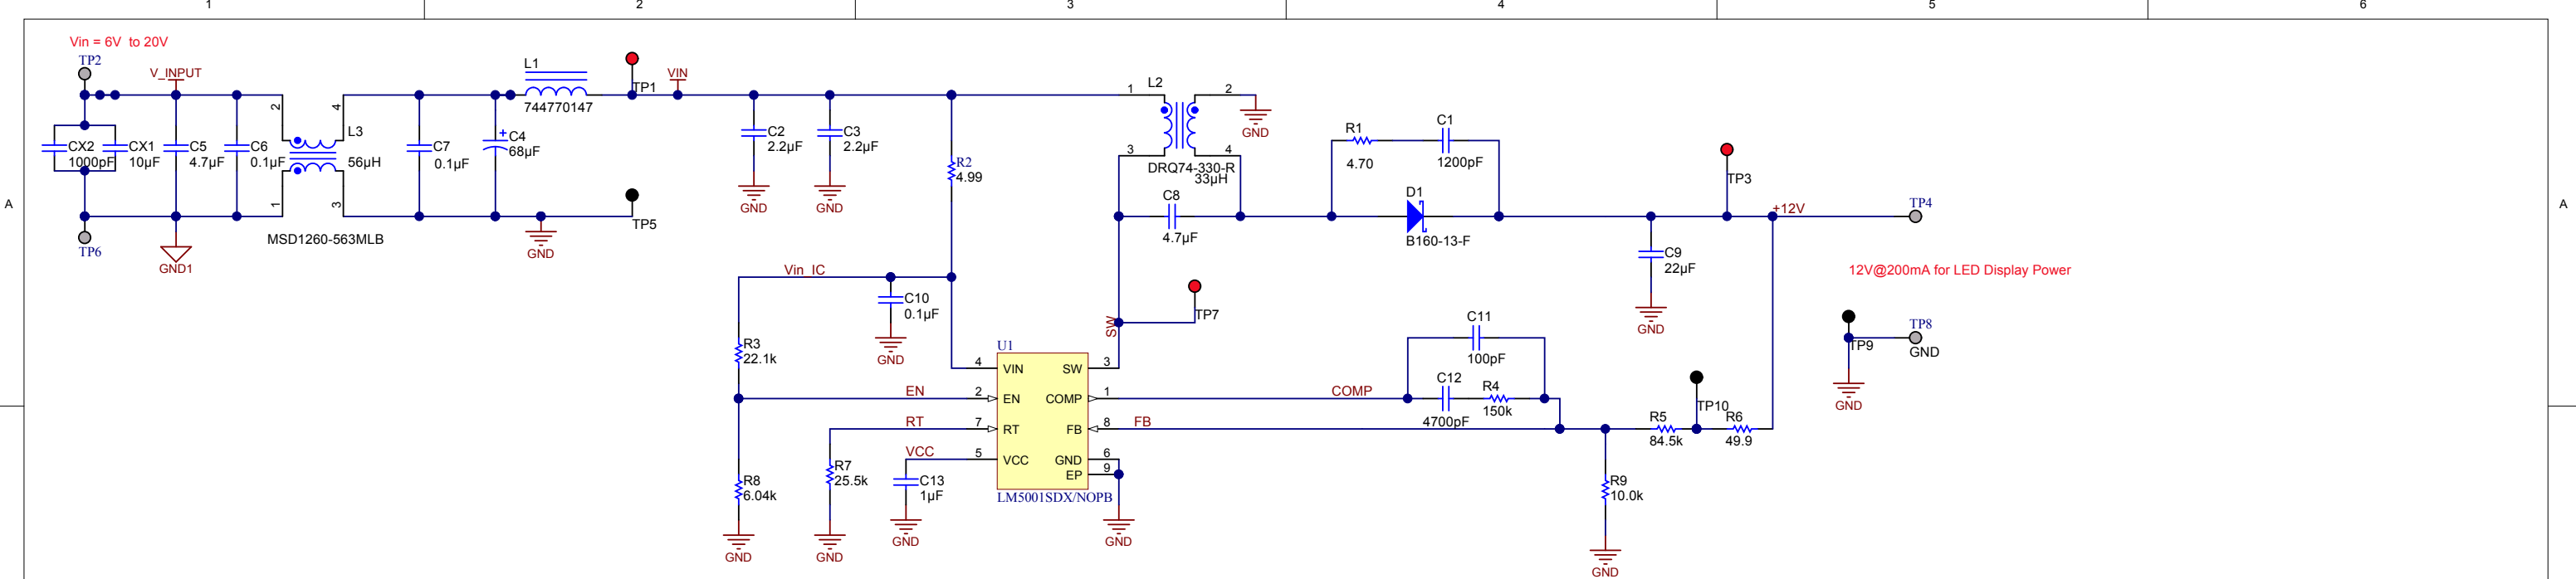 1
2
3
4
5
6
Vin = 6V to 20V
TP2
V_INPUT
L1
744770147
TP1
VIN
L2
1
2
3
4
DRQ74-330-R
33µH
GND
2
4
L3
56µH
1
3
MSD1260-563MLB
CX2
1000pF
CX1
10µF
C5
4.7µF
C6
0.1µF
C7
0.1µF
+
C4
68µF
C2
2.2µF
GND
C3
2.2µF
GND
R2
4.99
R1
4.70
C1
1200pF
D1
B160-13-F
C8
4.7µF
TP3
+12V
TP4
A
A
TP6
GND1
GND
TP5
C9
22µF
GND
12V@200mA for LED Display Power
Vin_IC
C10
0.1µF
GND
SW
TP7
TP9
TP8
GND
GND
R3
22.1k
U1
4
VIN
SW
3
EN
2
EN
COMP
1
COMP
RT
7
RT
FB
8
FB
VCC
5
VCC
GND
6
EP
9
LM5001SDX/NOPB
C11
100pF
C12
4700pF
R4
150k
TP10
R5
84.5k
R6
49.9
R8
6.04k
GND
R7
25.5k
GND
C13
1µF
GND
GND
R9
10.0k
GND